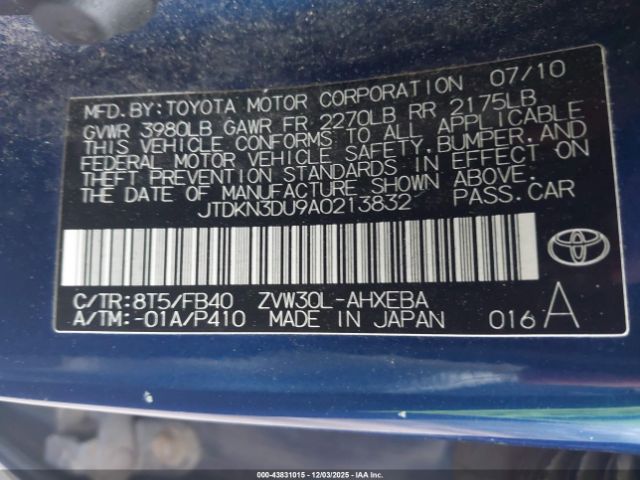 MFD.BY:TOYOTA MOTOR CORPORATION 07/10
GVWR 3980LB GAWR FR 2270LB RR 2175LB
THIS VEHICLE CONFORMS TO ALL APPLICABLE
FEDERAL MOTOR VEHICLE SAFETY,BUMPER,AND
THEFT PREVENTION STANDARDS IN EFFECT ON
THE DATE OF MANUFACTURE SHOWN ABOVE.
JTDKN3DU9A0213832 PASS.CAR
C/TR:8T5/FB40 ZVW30L-AHXEBA
A/TM:-01A/P410 MADE IN JAPAN 016 A
TOYOTA
000-43831015 12/03/2025 - IAAI.COM